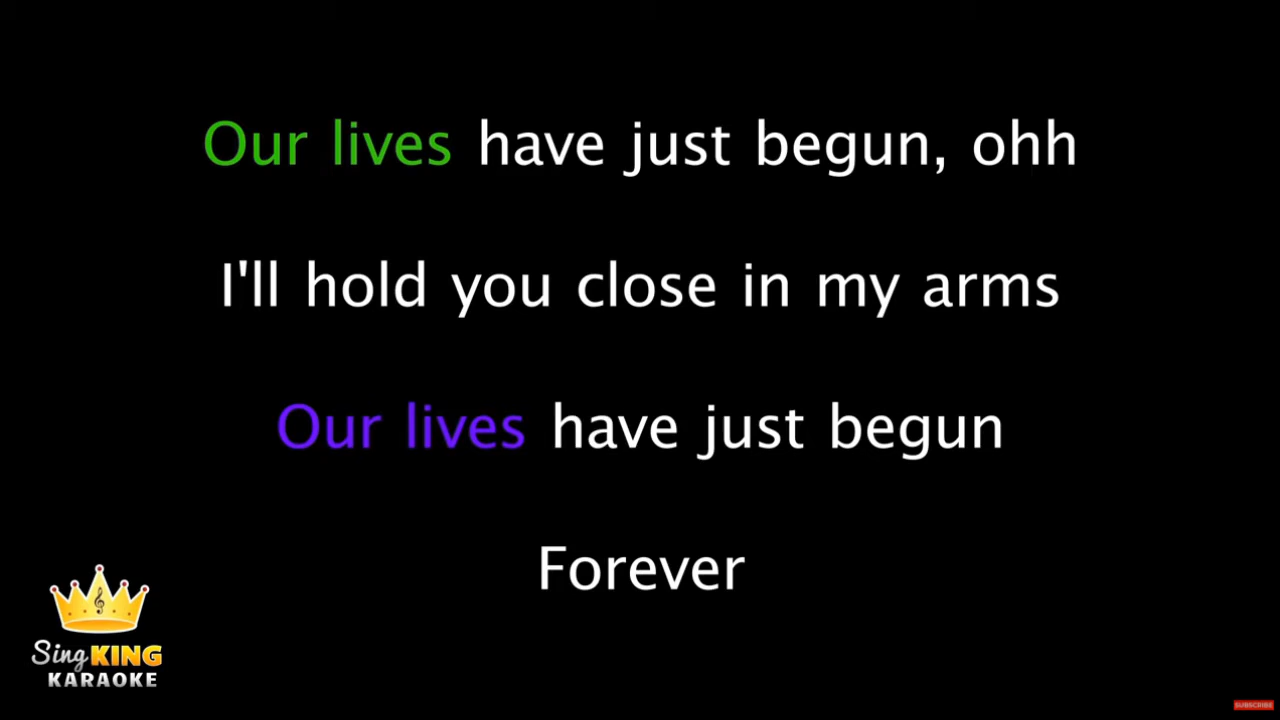 Our lives have just begun, ohh
I'll hold you close in my arms
Our lives have just begun
Forever
Sing KING
KARAOKE
SUBSCRIBE